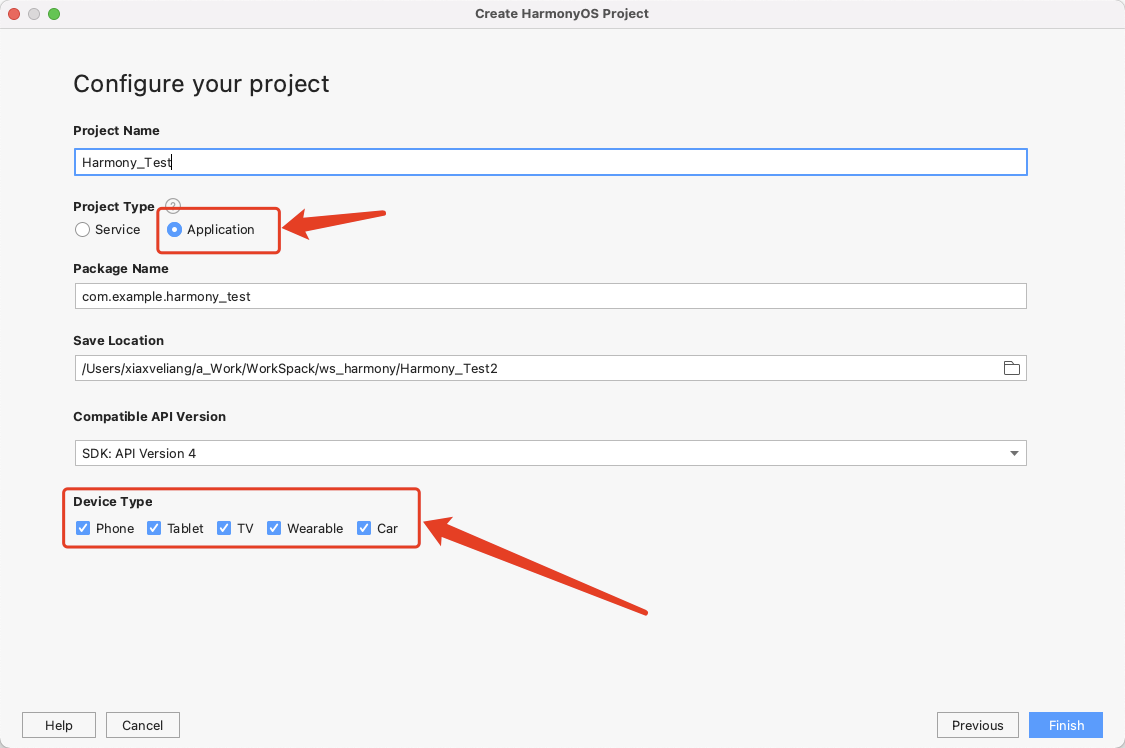 Create HarmonyOS Project
Configure your project
Project Name
Harmony_Test
Project Type ?
Service Application
Package Name
com.example.harmony_test
Save Location
/Users/xiaxveliang/a_Work/WorkSpack/ws_harmony/Harmony_Test2
Compatible API Version
SDK: API Version 4
Device Type
Phone Tablet TV Wearable Car
Help Cancel Previous Finish